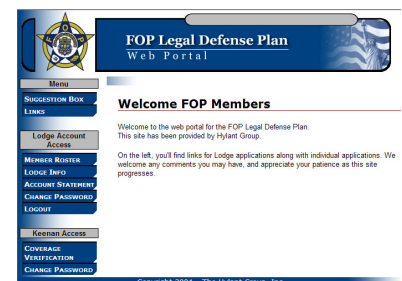 FOP Legal Defense Plan
Web Portal
Menu
SUGGESTION BOX
LINKS
Lodge Account
Access
MEMBER ROSTER
LODGE INFO
ACCOUNT STATEMENT
CHANGE PASSWORD
LOGOUT
Keenan Access
COVERAGE
VERIFICATION
CHANGE PASSWORD
Welcome FOP Members
Welcome to the web portal for the FOP Legal Defense Plan.
This site has been provided by Hylant Group.
On the left, you'll find links for Lodge applications along with individual applications. We
welcome any comments you may have, and appreciate your patience as this site
progresses.
Copyright 2004 The Hylant Group, Inc.